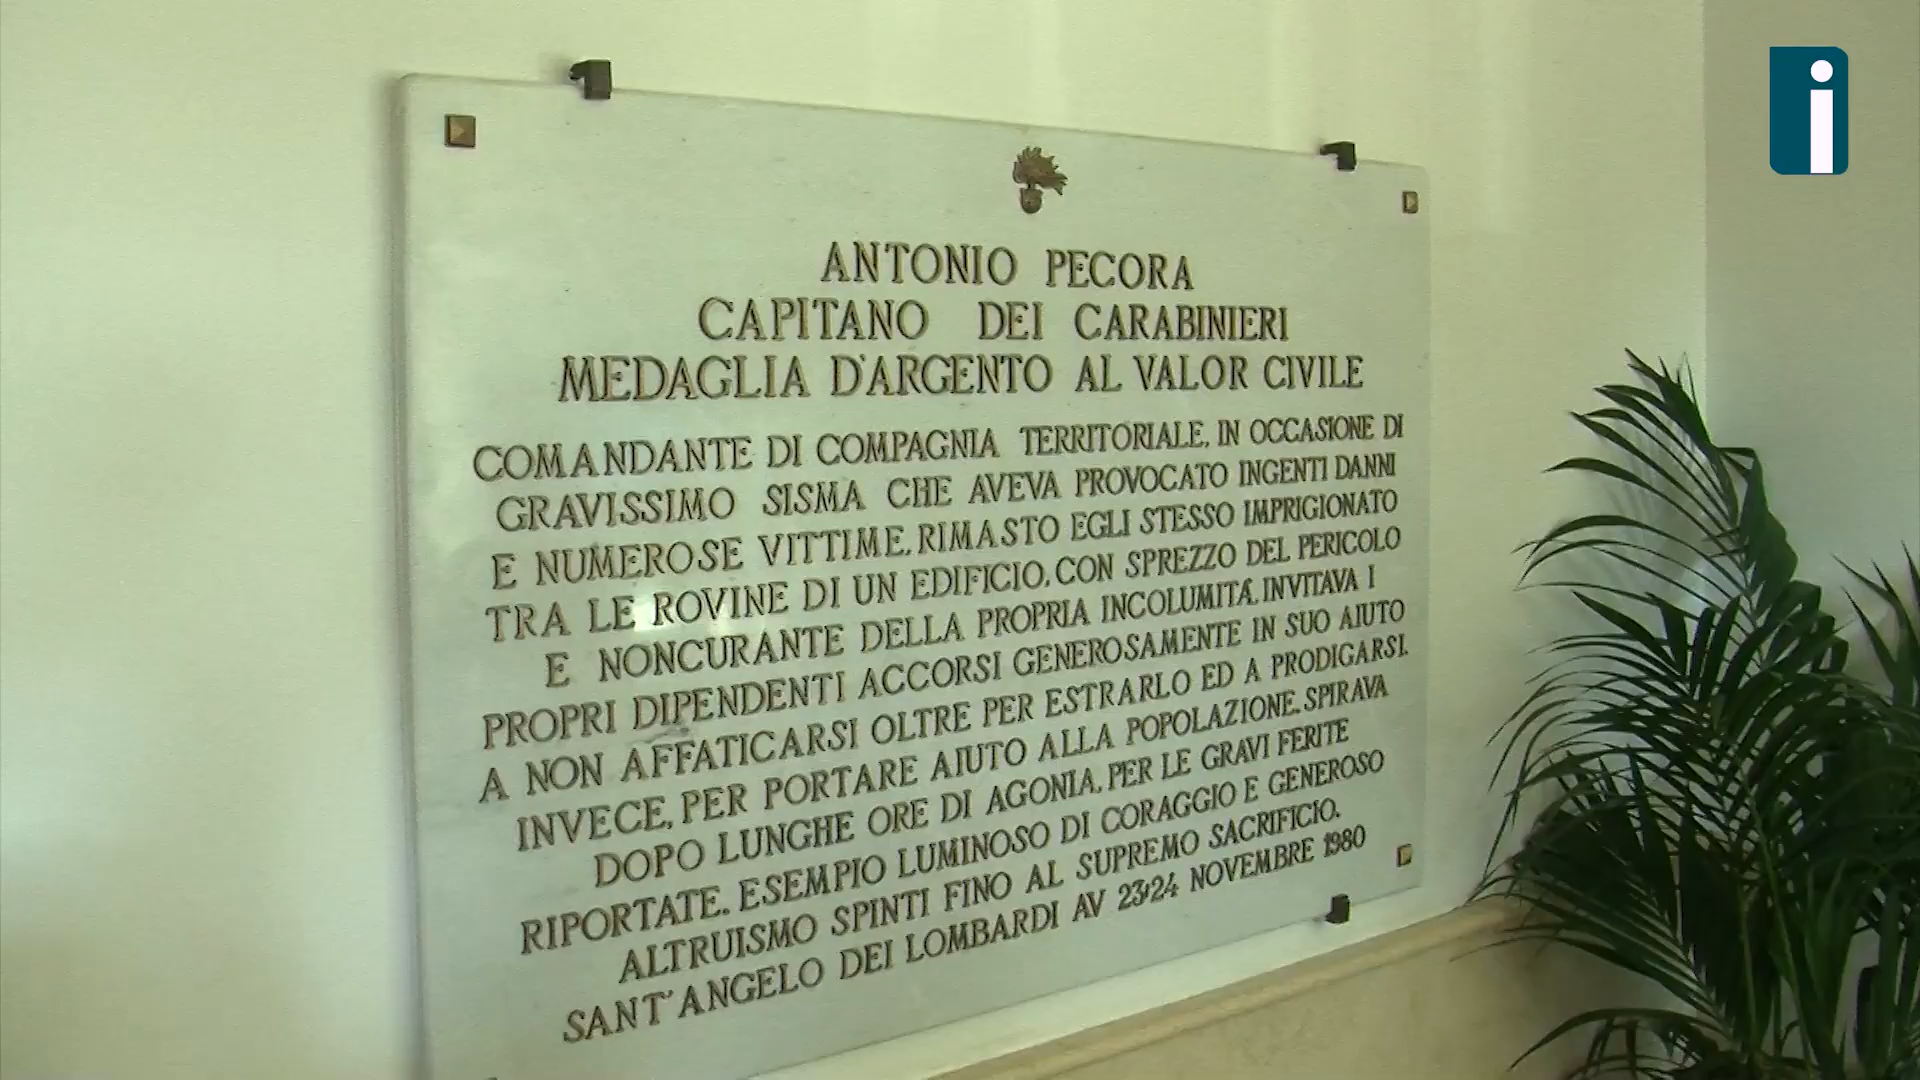 i
ANTONIO PECORA
CAPITANO DEI CARABINIERI
MEDAGLIA D'ARGENTO AL VALOR CIVILE
COMANDANTE DI COMPAGNIA TERRITORIALE, IN OCCASIONE DI
GRAVISSIMO SISMA CHE AVEVA PROVOCATO INGENTI DANNI
E NUMEROSE VITTIME, RIMASTO EGLI STESSO IMPRIGIONATO
TRA LE ROVINE DI UN EDIFICIO, CON SPREZZO DEL PERICOLO
E NONCURANTE DELLA PROPRIA INCOLUMITÁ, INVITAVA I
PROPRI DIPENDENTI ACCORSI GENEROSAMENTE IN SUO AIUTO
A NON AFFATICARSI OLTRE PER ESTRARLO ED A PRODIGARSI,
INVECE, PER PORTARE AIUTO ALLA POPOLAZIONE. SPIRAVA
DOPO LUNGHE ORE DI AGONIA, PER LE GRAVI FERITE
RIPORTATE. ESEMPIO LUMINOSO DI CORAGGIO E GENEROSO
ALTRUISMO SPINTI FINO AL SUPREMO SACRIFICIO.
SANT'ANGELO DEI LOMBARDI AV 23/24 NOVEMBRE 1980